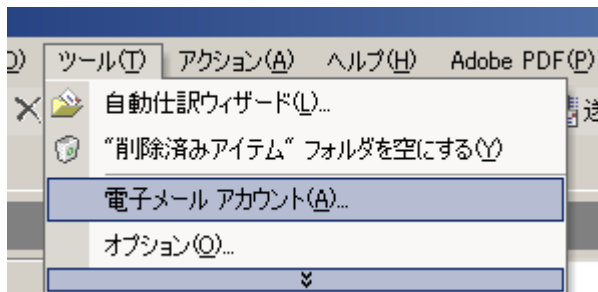 ツール(T) アクション(A) ヘルプ(H) Adobe PDF(P)
自動仕訳ウィザード(L)...
“削除済みアイテム“ フォルダを空にする(Y)
電子メール アカウント(A)...
オプション(O)...